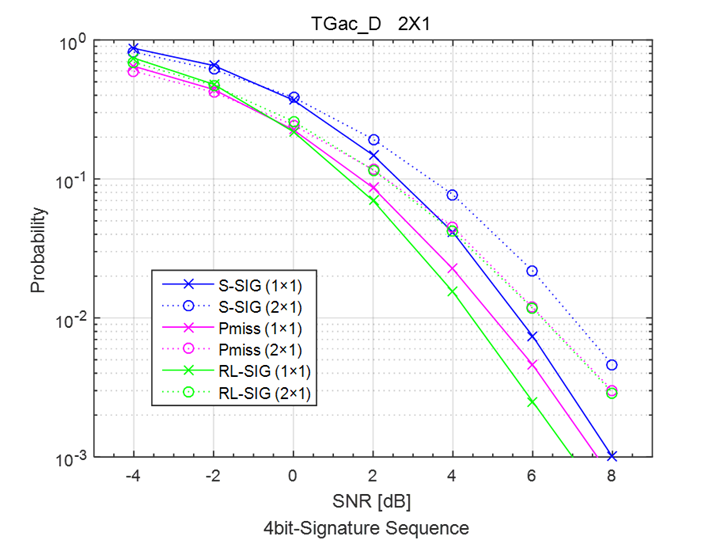 TGac_D 2X1
10^0
10^-1
10^-2
10^-3
Probability
S-SIG (1×1)
S-SIG (2×1)
Pmiss (1×1)
Pmiss (2×1)
RL-SIG (1×1)
RL-SIG (2×1)
-4 -2 0 2 4 6 8
SNR [dB]
4bit-Signature Sequence